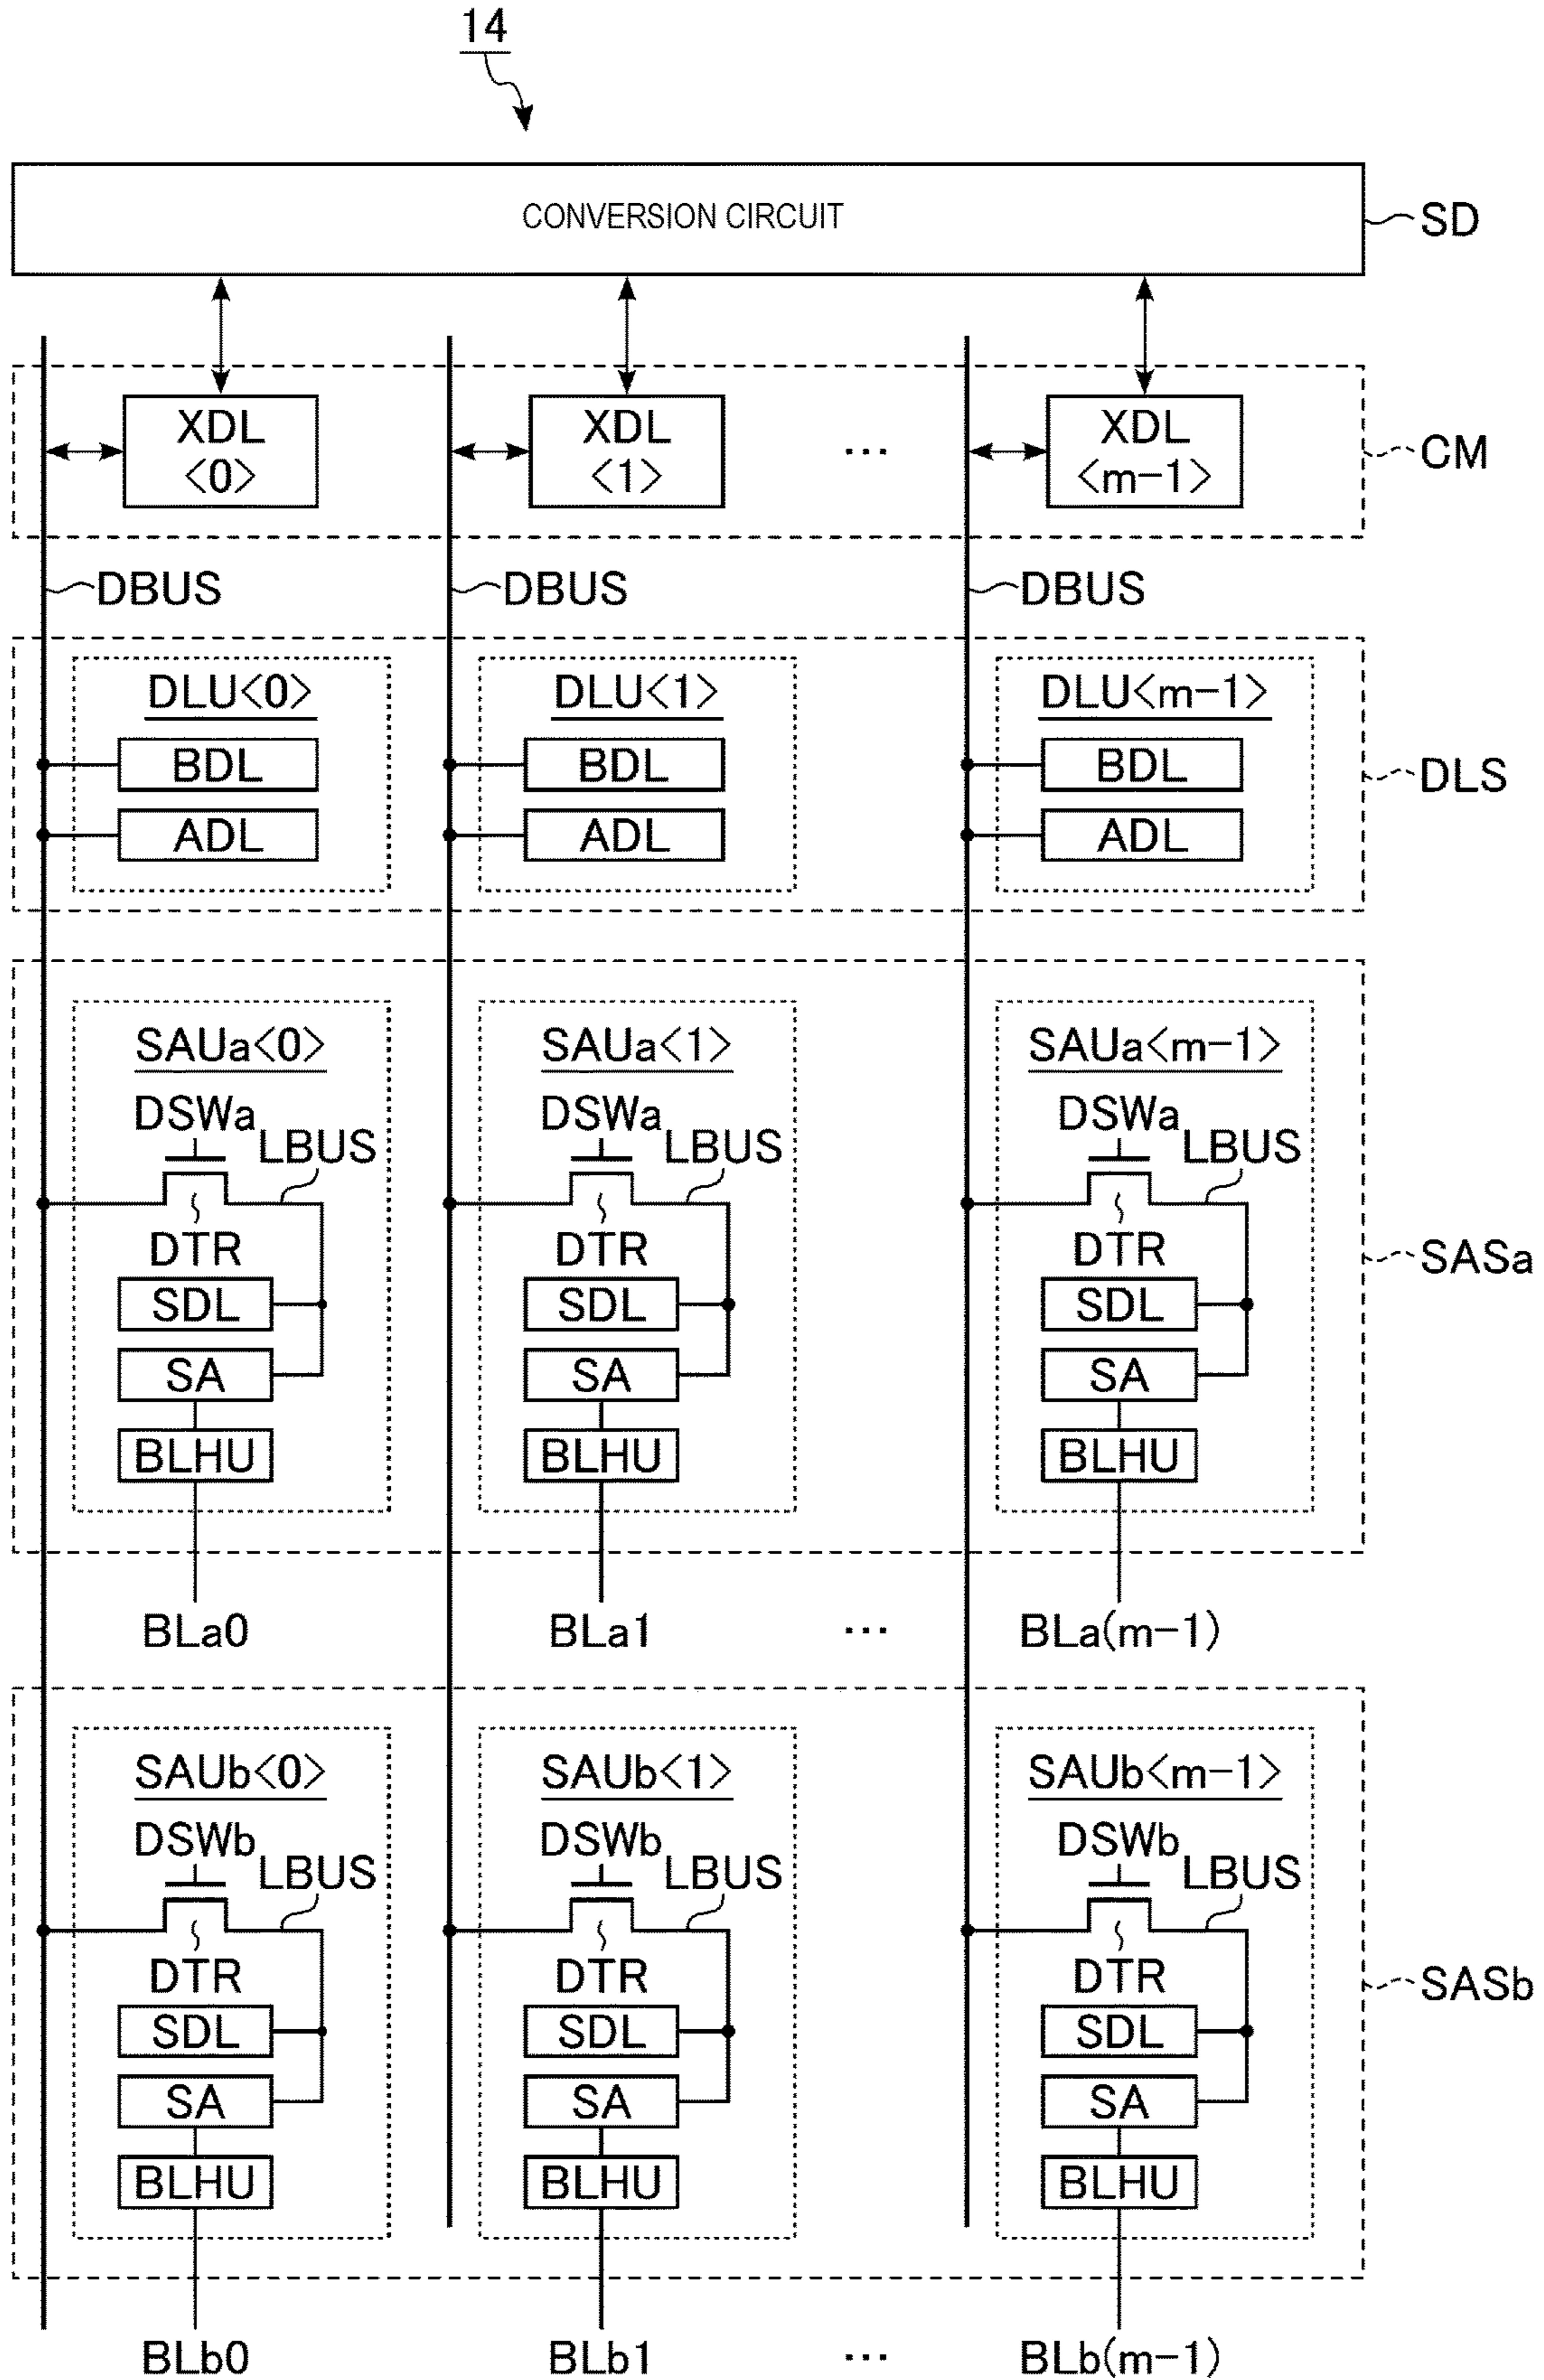 14
CONVERSION CIRCUIT
SD
XDL <0>
XDL <1>
...
XDL <m-1>
CM
DBUS
DBUS
DBUS
DLU<0>
DLU<1>
DLU<m-1>
BDL
BDL
BDL
DLS
ADL
ADL
ADL
SAUa<0>
SAUa<1>
SAUa<m-1>
DSWa
DSWa
DSWa
LBUS
LBUS
LBUS
DTR
DTR
DTR
SASa
SDL
SDL
SDL
SA
SA
SA
BLHU
BLHU
BLHU
BLa0
BLa1
...
BLa(m-1)
SAUb<0>
SAUb<1>
SAUb<m-1>
DSWb
DSWb
DSWb
LBUS
LBUS
LBUS
DTR
DTR
DTR
SASb
SDL
SDL
SDL
SA
SA
SA
BLHU
BLHU
BLHU
BLb0
BLb1
...
BLb(m-1)